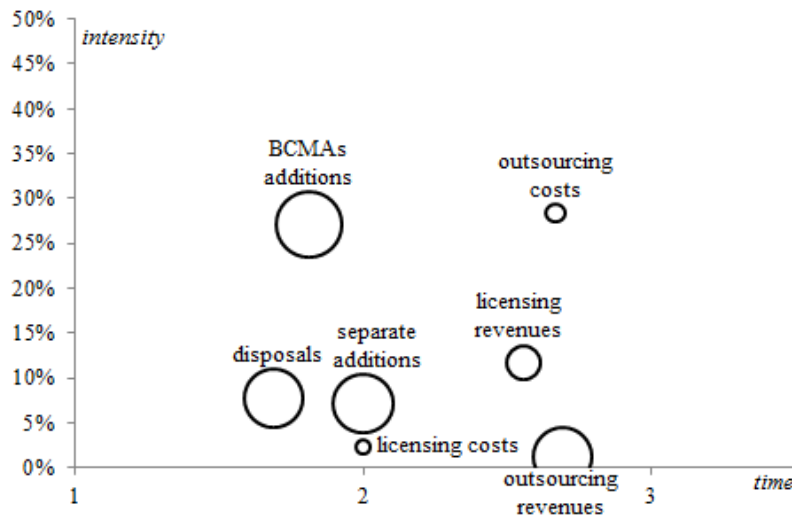 50%
intensity
45%
40%
35%
BCMAs
additions
outsourcing
costs
30%
25%
20%
licensing
revenues
15%
disposals
separate
additions
10%
5%
licensing costs
0%
outsourcing
revenues
1
2
3
time